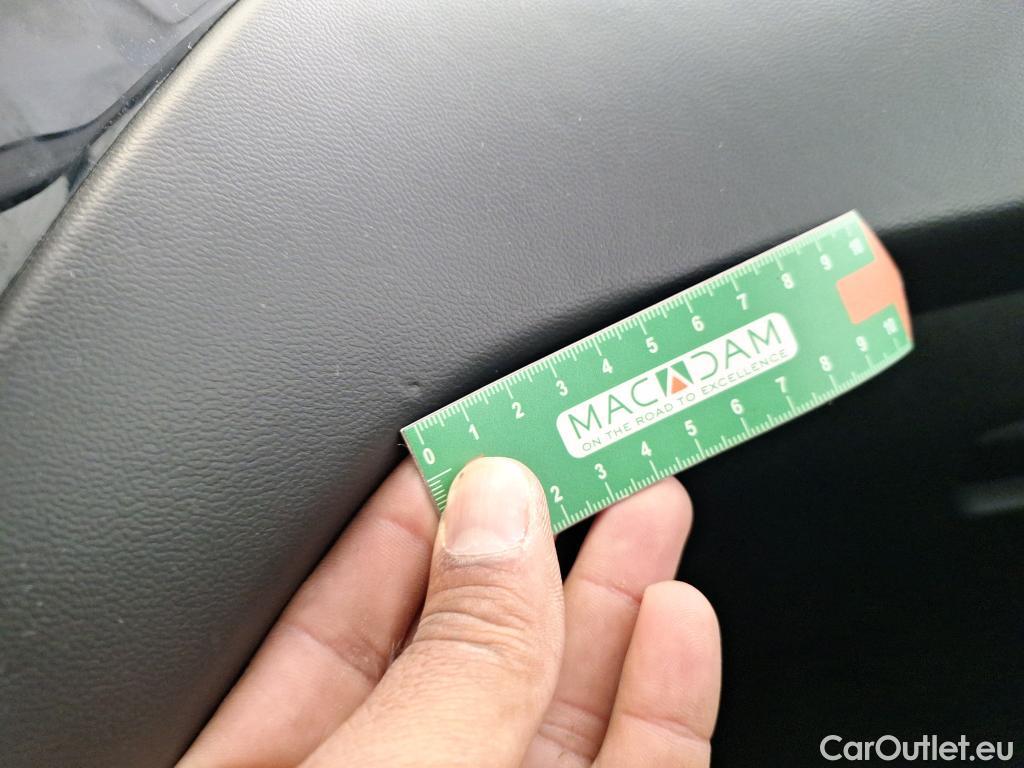 0 1 2 3 4 5 6 7 8 9 10
MACADAM
ON THE ROAD TO EXCELLENCE
2 3 4 5 6 7 8 9 10
CarOutlet.eu